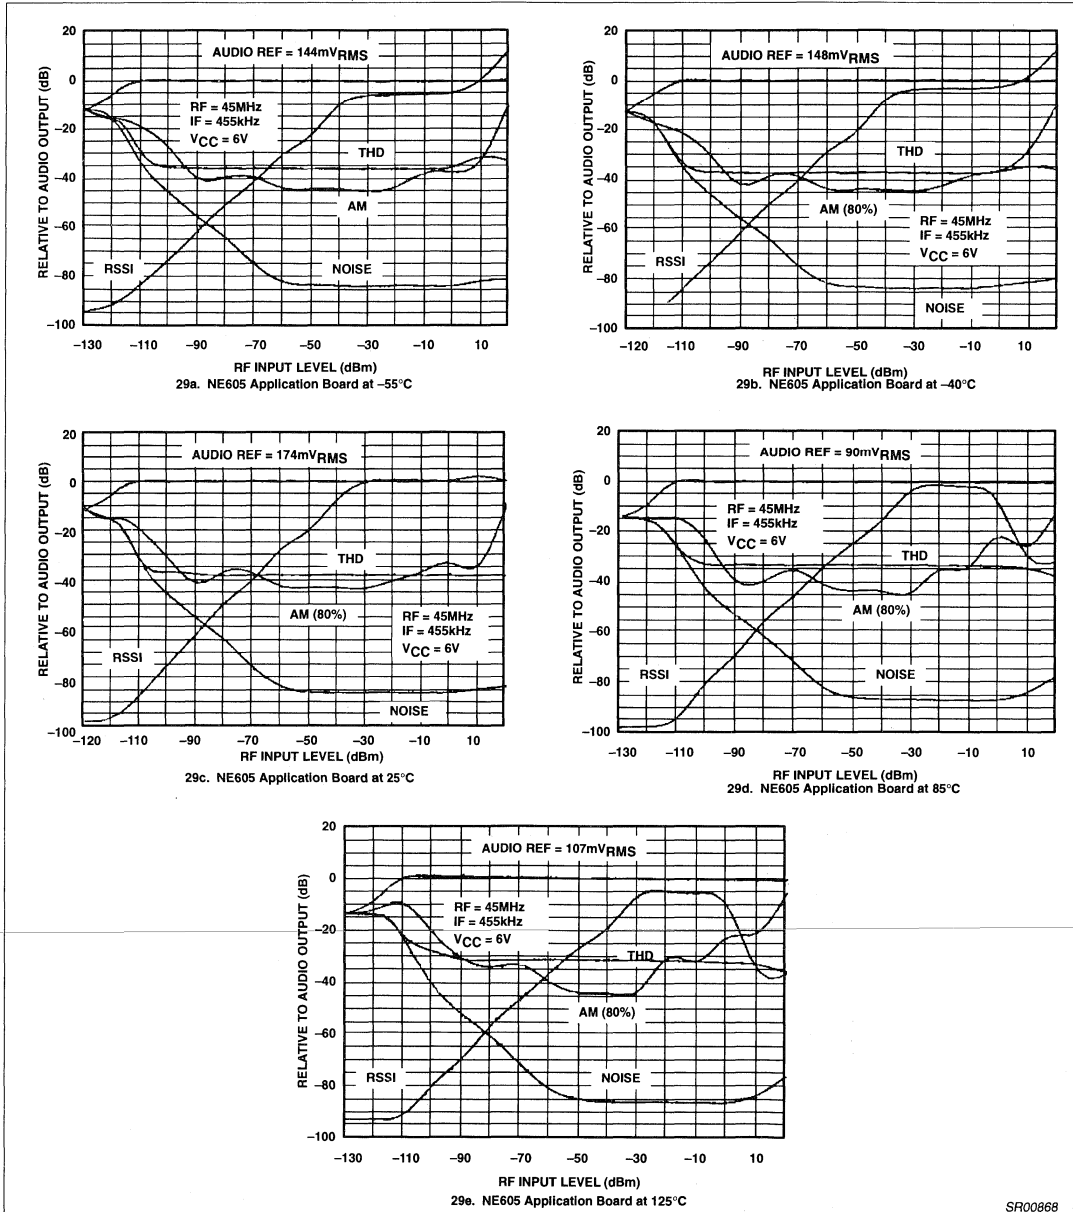 20
0
−20
−40
−60
−80
−100
RELATIVE TO AUDIO OUTPUT (dB)
AUDIO REF = 144mVRMS
RF = 45MHz
IF = 455kHz
VCC = 6V
THD
AM
RSSI
NOISE
−130 −110 −90 −70 −50 −30 −10 10
RF INPUT LEVEL (dBm)
29a. NE605 Application Board at −55°C
20
0
−20
−40
−60
−80
−100
RELATIVE TO AUDIO OUTPUT (dB)
AUDIO REF = 148mVRMS
THD
AM (80%)
RF = 45MHz
IF = 455kHz
VCC = 6V
RSSI
NOISE
−120 −110 −90 −70 −50 −30 −10 10
RF INPUT LEVEL (dBm)
29b. NE605 Application Board at −40°C
20
0
−20
−40
−60
−80
−100
RELATIVE TO AUDIO OUTPUT (dB)
AUDIO REF = 174mVRMS
THD
AM (80%)
RF = 45MHz
IF = 455kHz
VCC = 6V
RSSI
NOISE
−120 −110 −90 −70 −50 −30 −10 10
RF INPUT LEVEL (dBm)
29c. NE605 Application Board at 25°C
20
0
−20
−40
−60
−80
−100
RELATIVE TO AUDIO OUTPUT (dB)
AUDIO REF = 90mVRMS
RF = 45MHz
IF = 455kHz
VCC = 6V
THD
AM (80%)
RSSI
NOISE
−130 −110 −90 −70 −50 −30 −10 10
RF INPUT LEVEL (dBm)
29d. NE605 Application Board at 85°C
20
0
−20
−40
−60
−80
−100
RELATIVE TO AUDIO OUTPUT (dB)
AUDIO REF = 107mVRMS
RF = 45MHz
IF = 455kHz
VCC = 6V
THD
AM (80%)
RSSI
NOISE
−130 −110 −90 −70 −50 −30 −10 10
RF INPUT LEVEL (dBm)
29e. NE605 Application Board at 125°C
SR00868